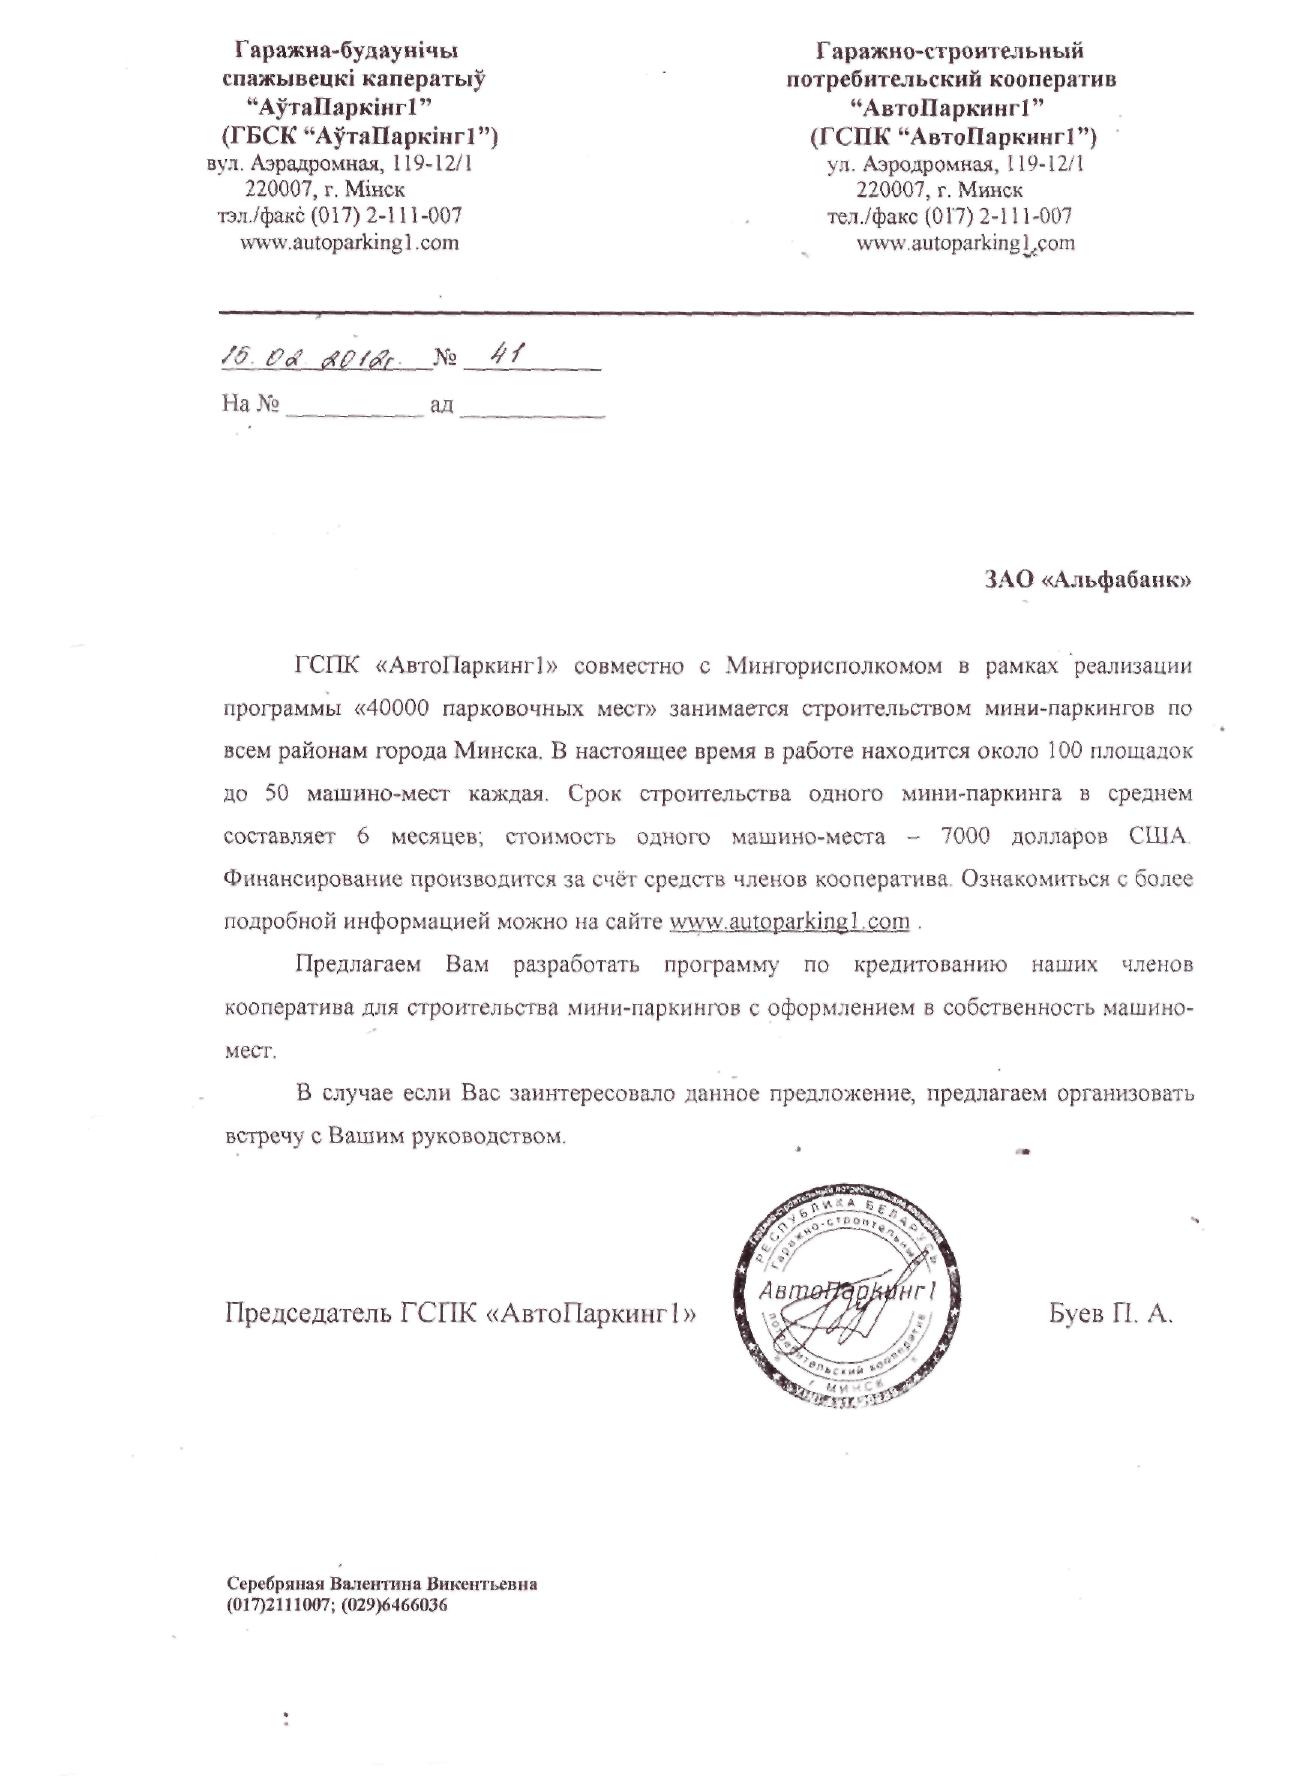 Гаражна-будаўнічы
спажывецкі каператыў
“АўтаПаркінг1”
(ГБСК “АўтаПаркінг1”)
вул. Аэрадромная, 119-12/1
220007, г. Мінск
тэл./факс (017) 2-111-007
www.autoparking1.com
Гаражно-строительный
потребительский кооператив
“АвтоПаркинг1”
(ГСПК “АвтоПаркинг1”)
ул. Аэродромная, 119-12/1
220007, г. Минск
тел./факс (017) 2-111-007
www.autoparking1.com
15.02 2012г. № 41
На № ад
ЗАО «Альфабанк»
ГСПК «АвтоПаркинг1» совместно с Мингорисполкомом в рамках реализации
программы «40000 парковочных мест» занимается строительством мини-паркингов по
всем районам города Минска. В настоящее время в работе находится около 100 площадок
до 50 машино-мест каждая. Срок строительства одного мини-паркинга в среднем
составляет 6 месяцев; стоимость одного машино-места – 7000 долларов США.
Финансирование производится за счёт средств членов кооператива. Ознакомиться с более
подробной информацией можно на сайте www.autoparking1.com .
Предлагаем Вам разработать программу по кредитованию наших членов
кооператива для строительства мини-паркингов с оформлением в собственность машино-
мест.
В случае если Вас заинтересовало данное предложение, предлагаем организовать
встречу с Вашим руководством.
РЕСПУБЛИКА БЕЛАРУСЬ
Гаражно-строительный
АвтоПаркинг1
потребительский кооператив
г. МИНСК
Председатель ГСПК «АвтоПаркинг1»
Буев П. А.
Серебряная Валентина Викентьевна
(017)2111007; (029)6466036